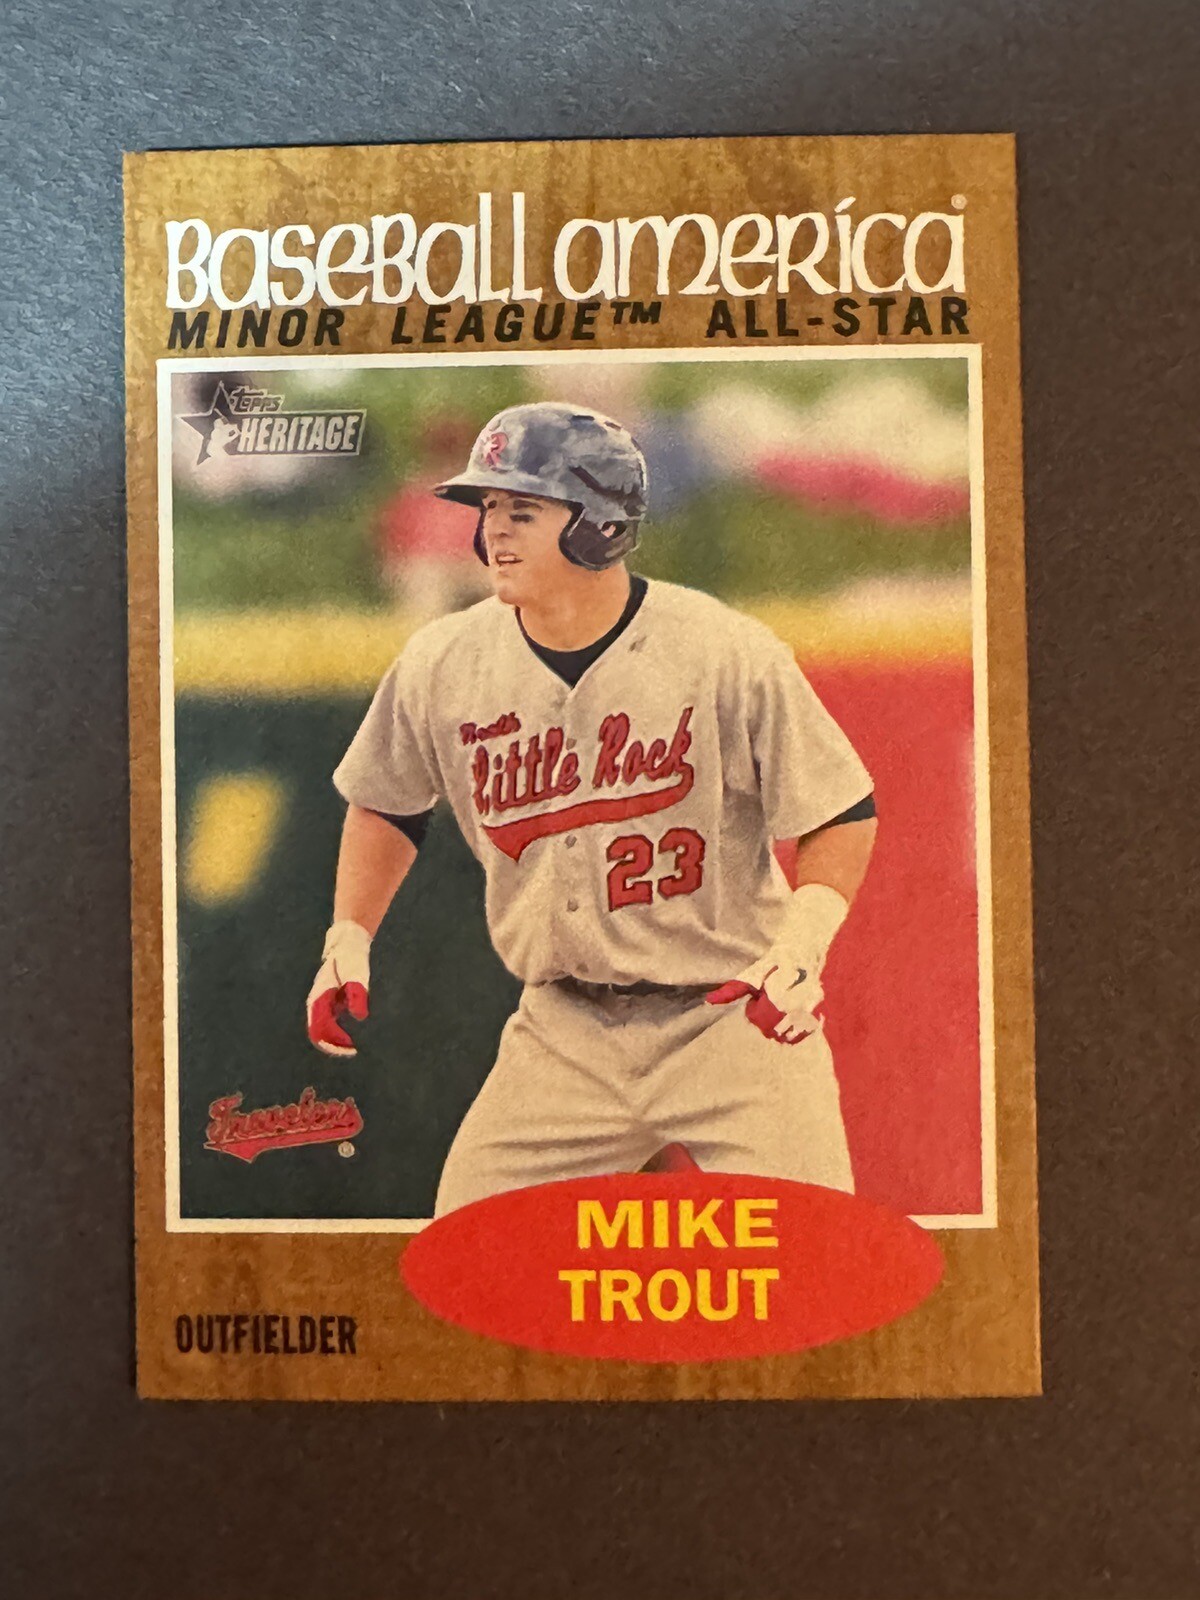 Baseball america®
MINOR LEAGUE™ ALL-STAR
Topps
HERITAGE
R
North
Little Rock
23
Travelers®
MIKE
TROUT
OUTFIELDER